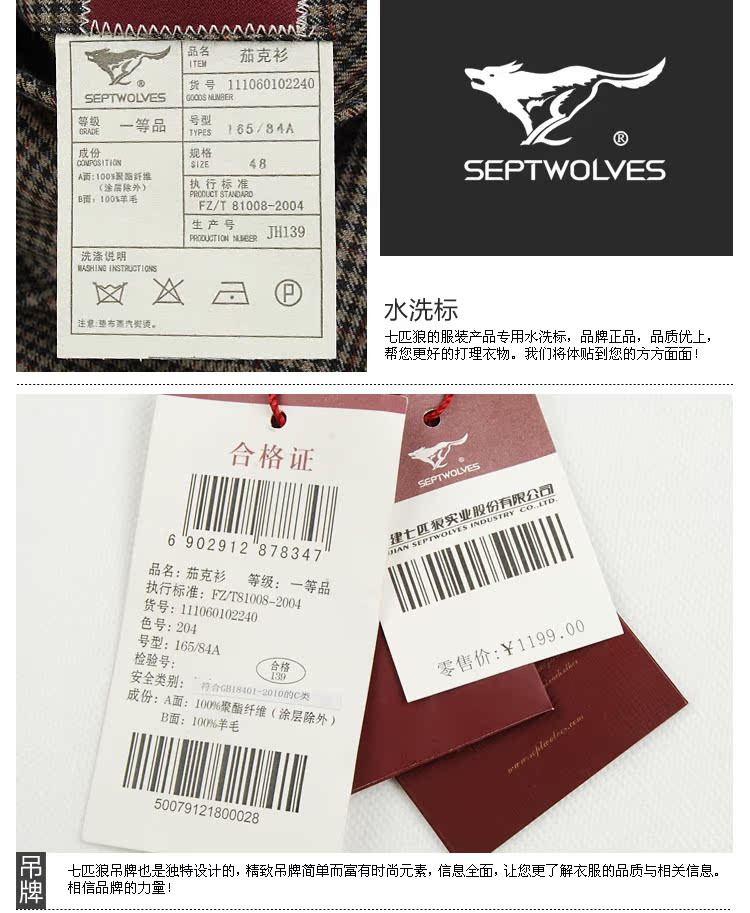 SEPTWOLVES
品名 茄克衫
ITEM
货号 111060102240
GOODS NUMBER
等级 一等品
GRADE
号型 165/84A
TYPES
成份
COMPOSITION
A面:100%聚酯纤维
(涂层除外)
B面:100%羊毛
规格 48
SIZE
执行标准
PRODUCT STANDARD
FZ/T 81008-2004
生产号 JH139
PRODUCTION NUMBER
洗涤说明
WASHING INSTRUCTIONS
P
注意:垫布蒸汽熨烫。
®
SEPTWOLVES
水洗标
七匹狼的服装产品专用水洗标，品牌正品，品质优上，
帮您更好的打理衣物。我们将体贴到您的方方面面！
合格证
6 902912 878347
品名: 茄克衫 等级: 一等品
执行标准: FZ/T81008-2004
货号: 111060102240
色号: 204
号型: 165/84A
检验号:
合格
139
安全类别: 符合GB18401-2010的C类
成份: A面: 100%聚酯纤维(涂层除外)
B面: 100%羊毛
50079121800028
SEPTWOLVES
建七匹狼实业股份有限公司
JIAN SEPTWOLVES INDUSTRY CO.,LTD.
零售价:¥1199.00
www.septwolves.com
吊牌
七匹狼吊牌也是独特设计的，精致吊牌简单而富有时尚元素，信息全面，让您更了解衣服的品质与相关信息。
相信品牌的力量！